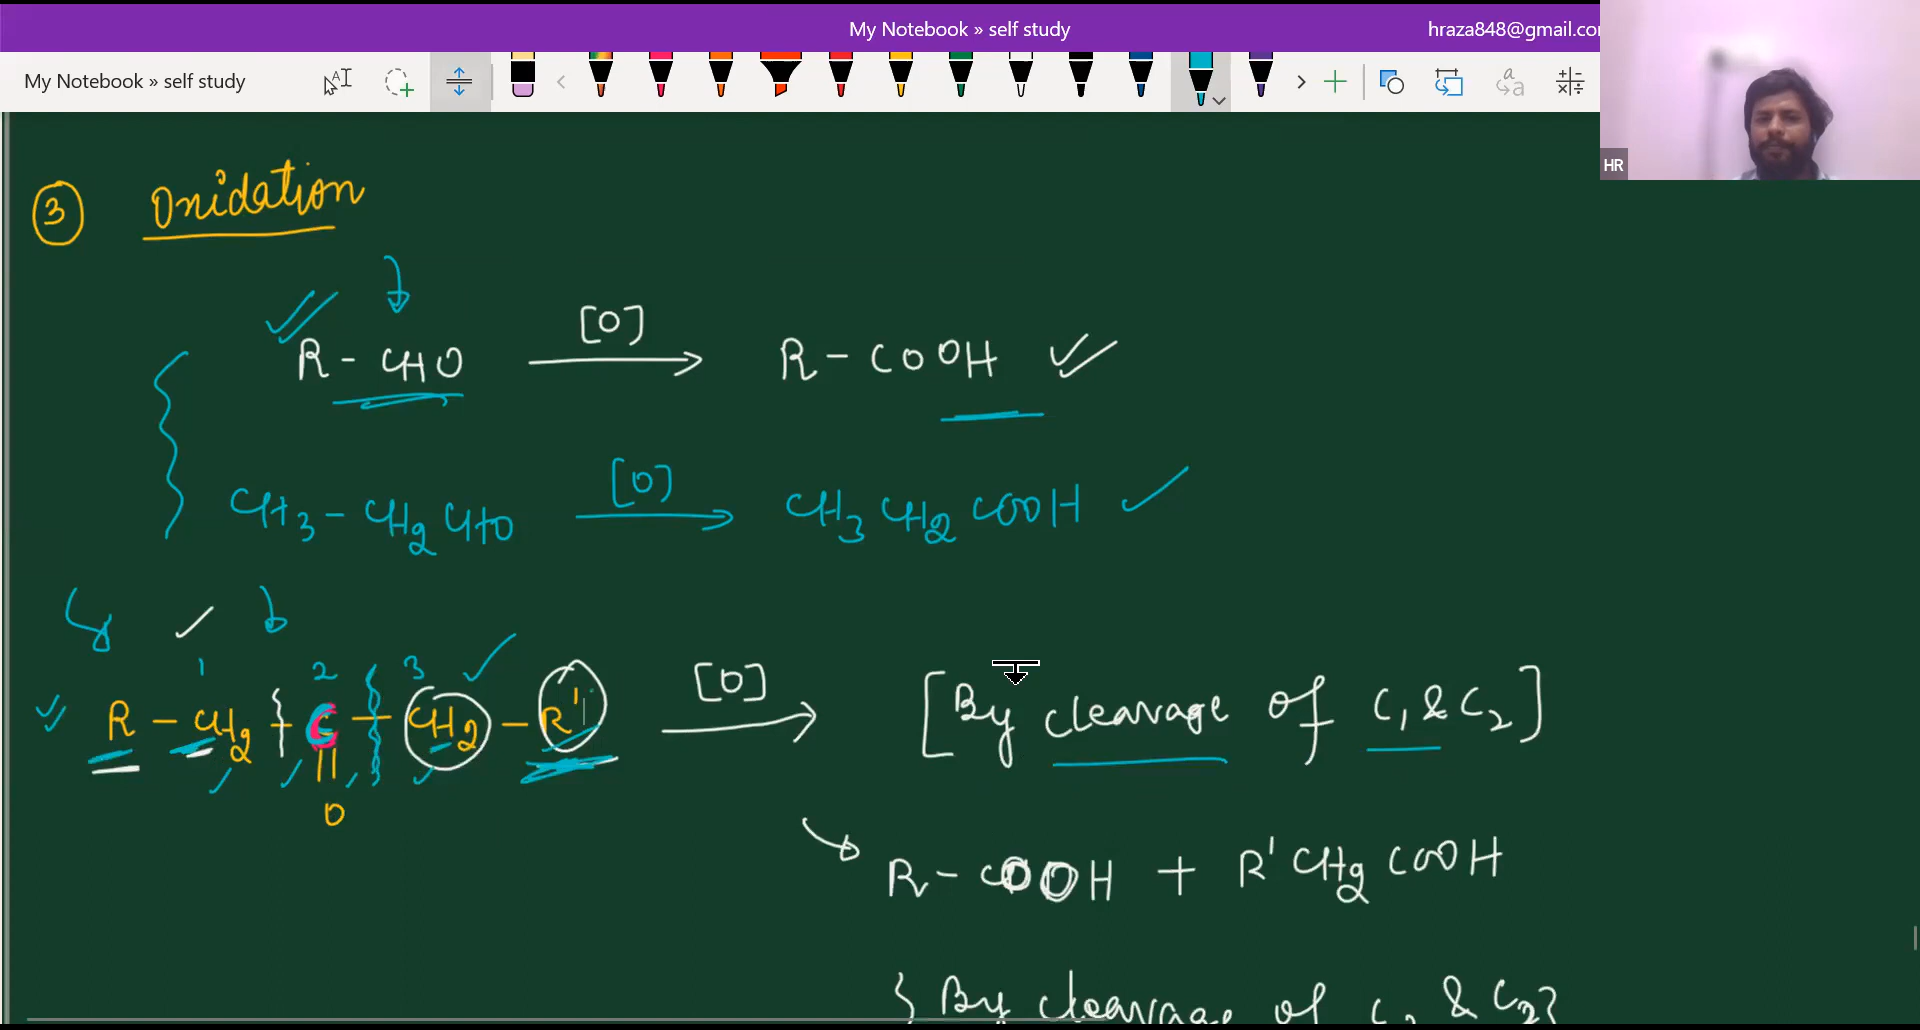 My Notebook » self study
hraza848@gmail.co
My Notebook » self study
HR
③ Oxidation
R - CHO [O] R - COOH
CH3 - CH2 CHO [O] CH3 CH2 COOH
1 2 3
R - CH2 - C - CH2 - R' [O] [By cleavage of C1 & C2]
O
R - COOH + R' CH2 COOH
{ By cleavage of & C2}